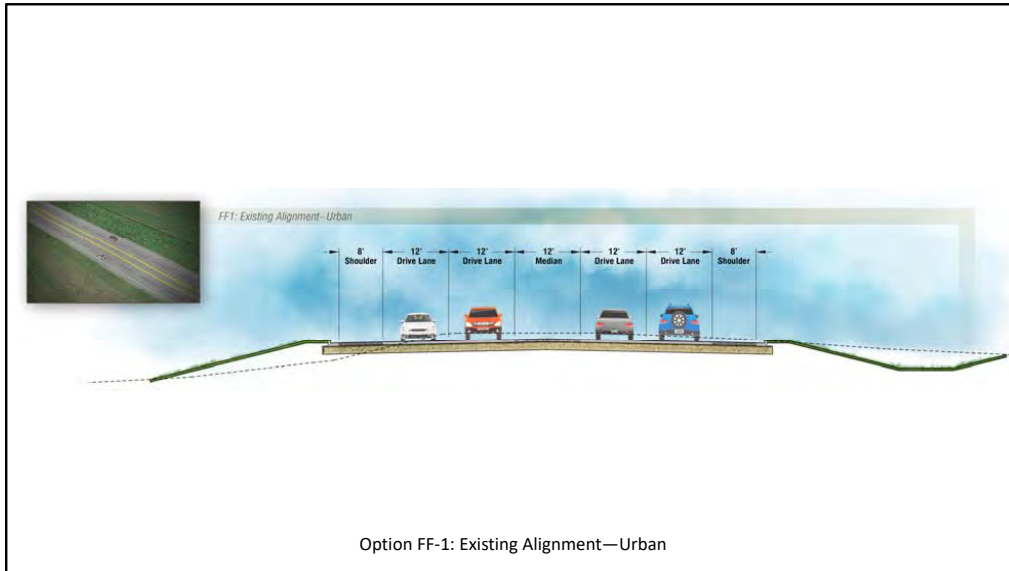 FF1: Existing Alignment–Urban
8' 12' 12' 12' 12' 12' 8'
Shoulder Drive Lane Drive Lane Median Drive Lane Drive Lane Shoulder
Option FF-1: Existing Alignment—Urban